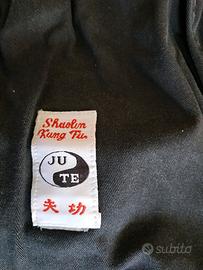 Shaolin
Kung Fu
JU
TE
夫功
subito